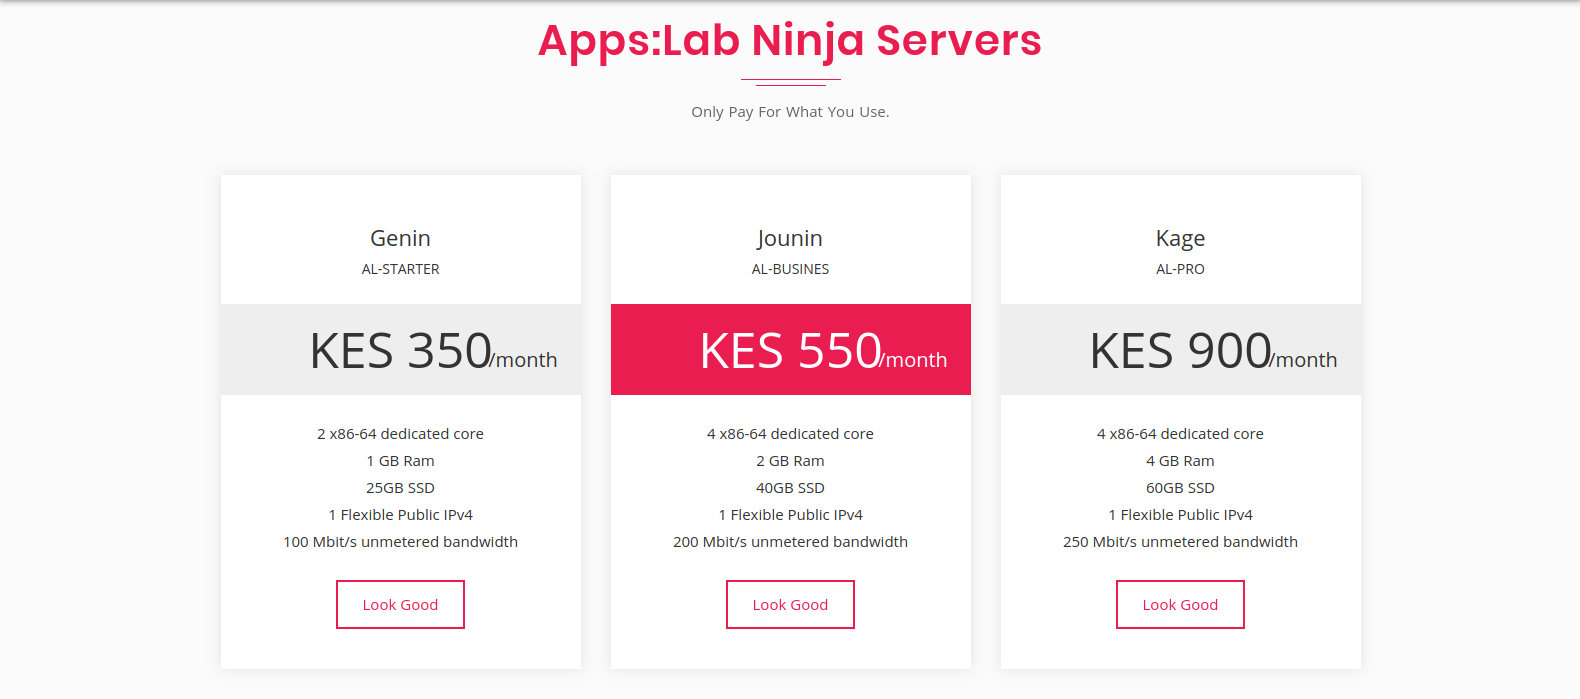 Apps:Lab Ninja Servers
Only Pay For What You Use.
Genin
AL-STARTER
KES 350/month
2 x86-64 dedicated core
1 GB Ram
25GB SSD
1 Flexible Public IPv4
100 Mbit/s unmetered bandwidth
Look Good
Jounin
AL-BUSINES
KES 550/month
4 x86-64 dedicated core
2 GB Ram
40GB SSD
1 Flexible Public IPv4
200 Mbit/s unmetered bandwidth
Look Good
Kage
AL-PRO
KES 900/month
4 x86-64 dedicated core
4 GB Ram
60GB SSD
1 Flexible Public IPv4
250 Mbit/s unmetered bandwidth
Look Good